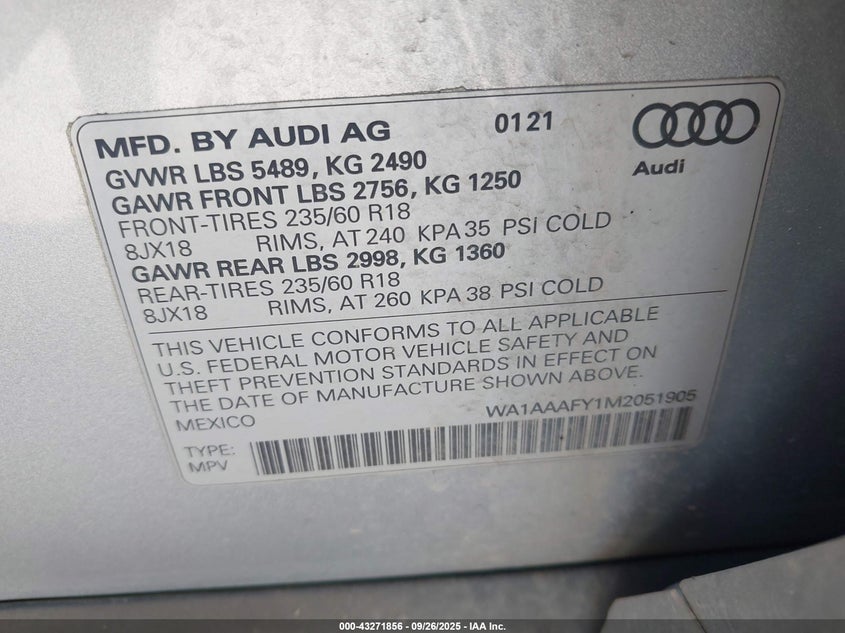 MFD. BY AUDI AG 0121
GVWR LBS 5489, KG 2490
GAWR FRONT LBS 2756, KG 1250
Audi
FRONT-TIRES 235/60 R18
8JX18 RIMS, AT 240 KPA 35 PSI COLD
GAWR REAR LBS 2998, KG 1360
REAR-TIRES 235/60 R18
8JX18 RIMS, AT 260 KPA 38 PSI COLD
THIS VEHICLE CONFORMS TO ALL APPLICABLE
U.S. FEDERAL MOTOR VEHICLE SAFETY AND
THEFT PREVENTION STANDARDS IN EFFECT ON
THE DATE OF MANUFACTURE SHOWN ABOVE.
MEXICO WA1AAAFY1M2051905
TYPE:
MPV
000-43271856 | 09/26/2025 - IAA Inc.